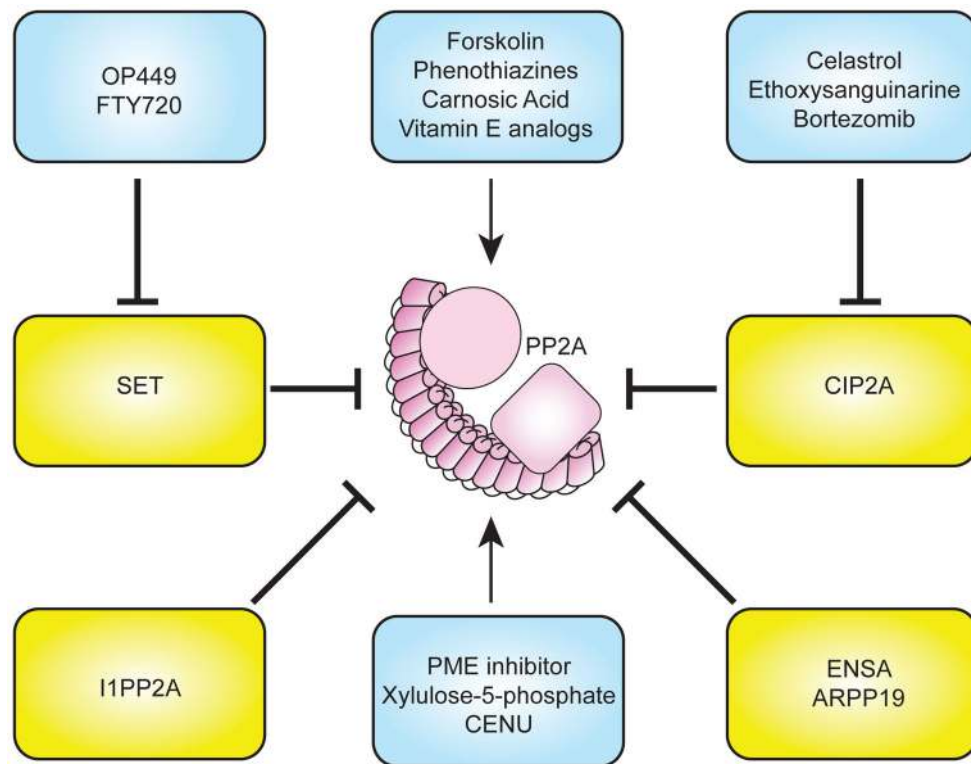 OP449
FTY720
Forskolin
Phenothiazines
Carnosic Acid
Vitamin E analogs
Celastrol
Ethoxysanguinarine
Bortezomib
SET
PP2A
CIP2A
I1PP2A
PME inhibitor
Xylulose-5-phosphate
CENU
ENSA
ARPP19